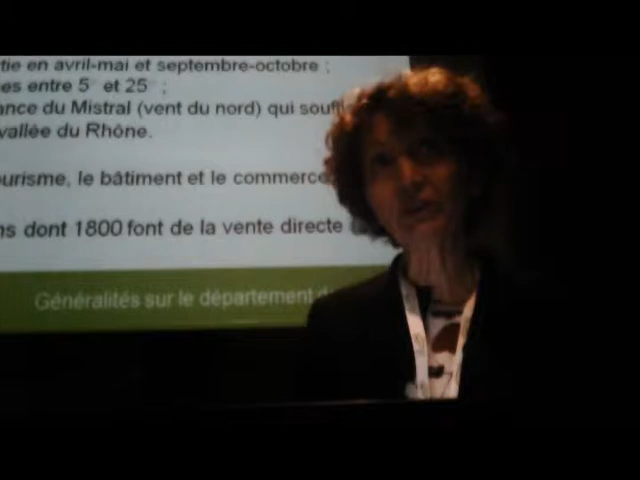 tie en avril-mai et septembre-octobre ;
es entre 5° et 25° ;
ance du Mistral (vent du nord) qui souffl
vallée du Rhône.
ourisme, le bâtiment et le commerce
ns dont 1800 font de la vente directe
Généralités sur le département d